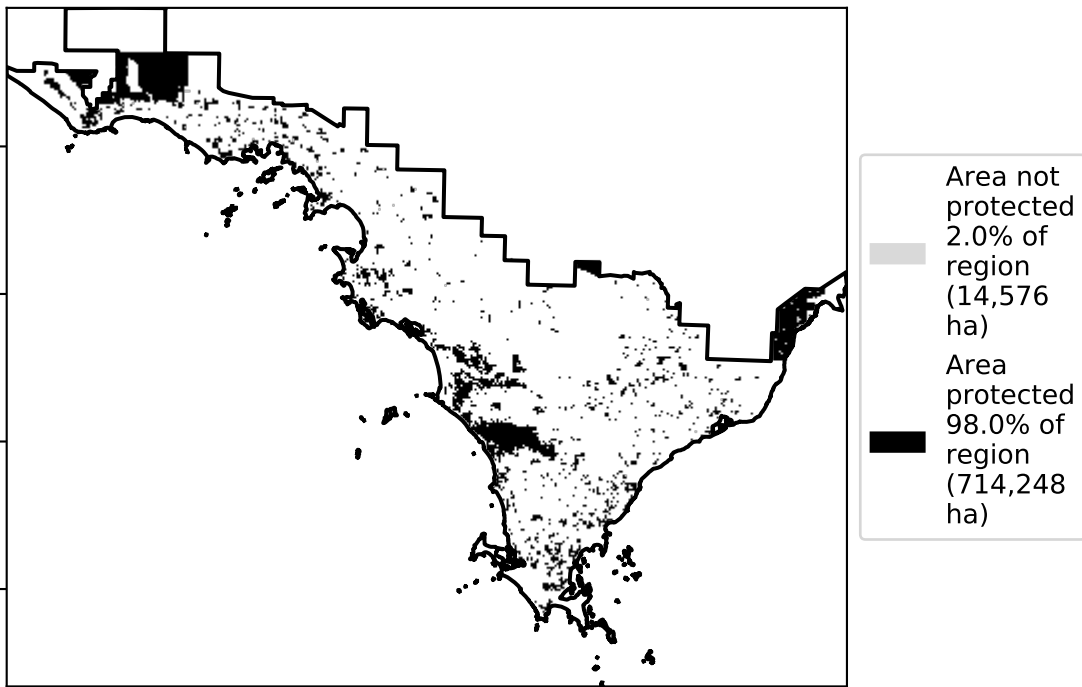 Area not
protected
2.0% of
region
(14,576
ha)
Area
protected
98.0% of
region
(714,248
ha)